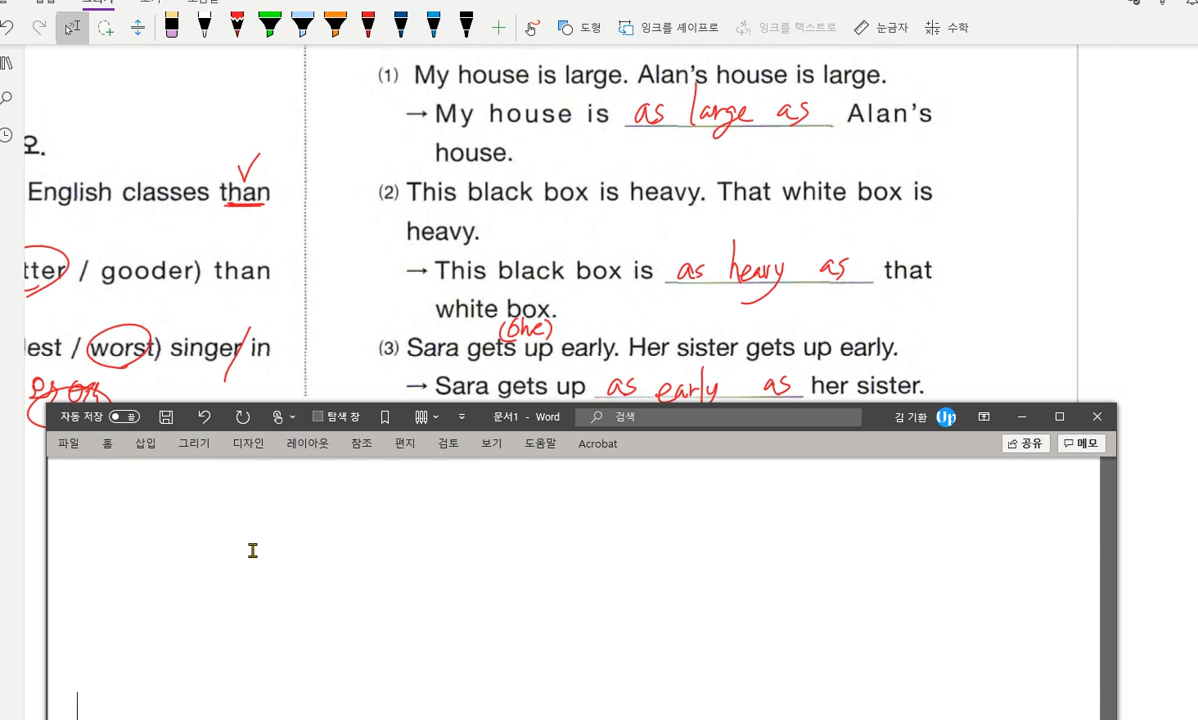 도형
잉크를 셰이프로
잉크를 텍스트로
눈금자
수학
오.
English classes than
tter / gooder) than
lest / worst) singer in
(1) My house is large. Alan's house is large.
→ My house is as large as Alan's
house.
(2) This black box is heavy. That white box is
heavy.
→ This black box is as heavy as that
white box.
(she)
(3) Sara gets up early. Her sister gets up early.
→ Sara gets up as early as her sister.
자동 저장 끔 탐색 창 문서1 - Word 검색 김 기환 Up
파일 홈 삽입 그리기 디자인 레이아웃 참조 편지 검토 보기 도움말 Acrobat 공유 메모